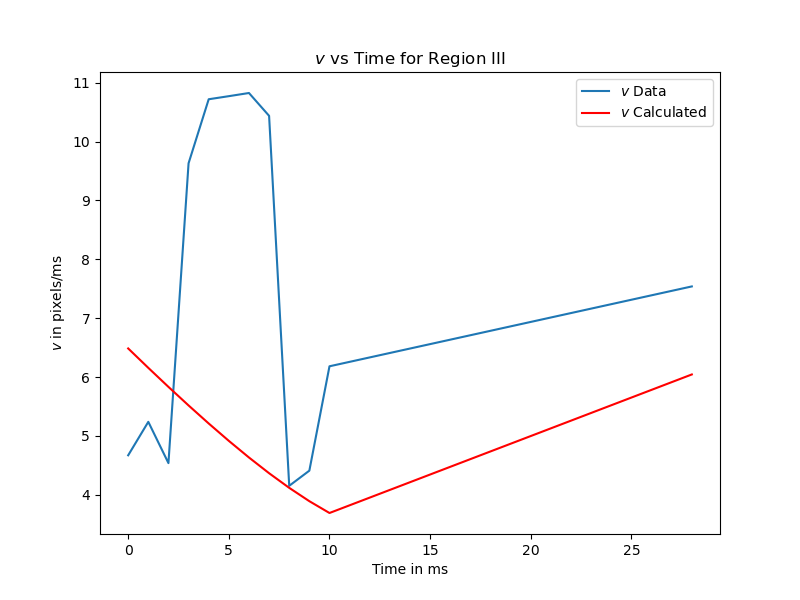 v vs Time for Region III
v Data
v Calculated
11
10
9
8
7
6
5
4
v in pixels/ms
0 5 10 15 20 25
Time in ms